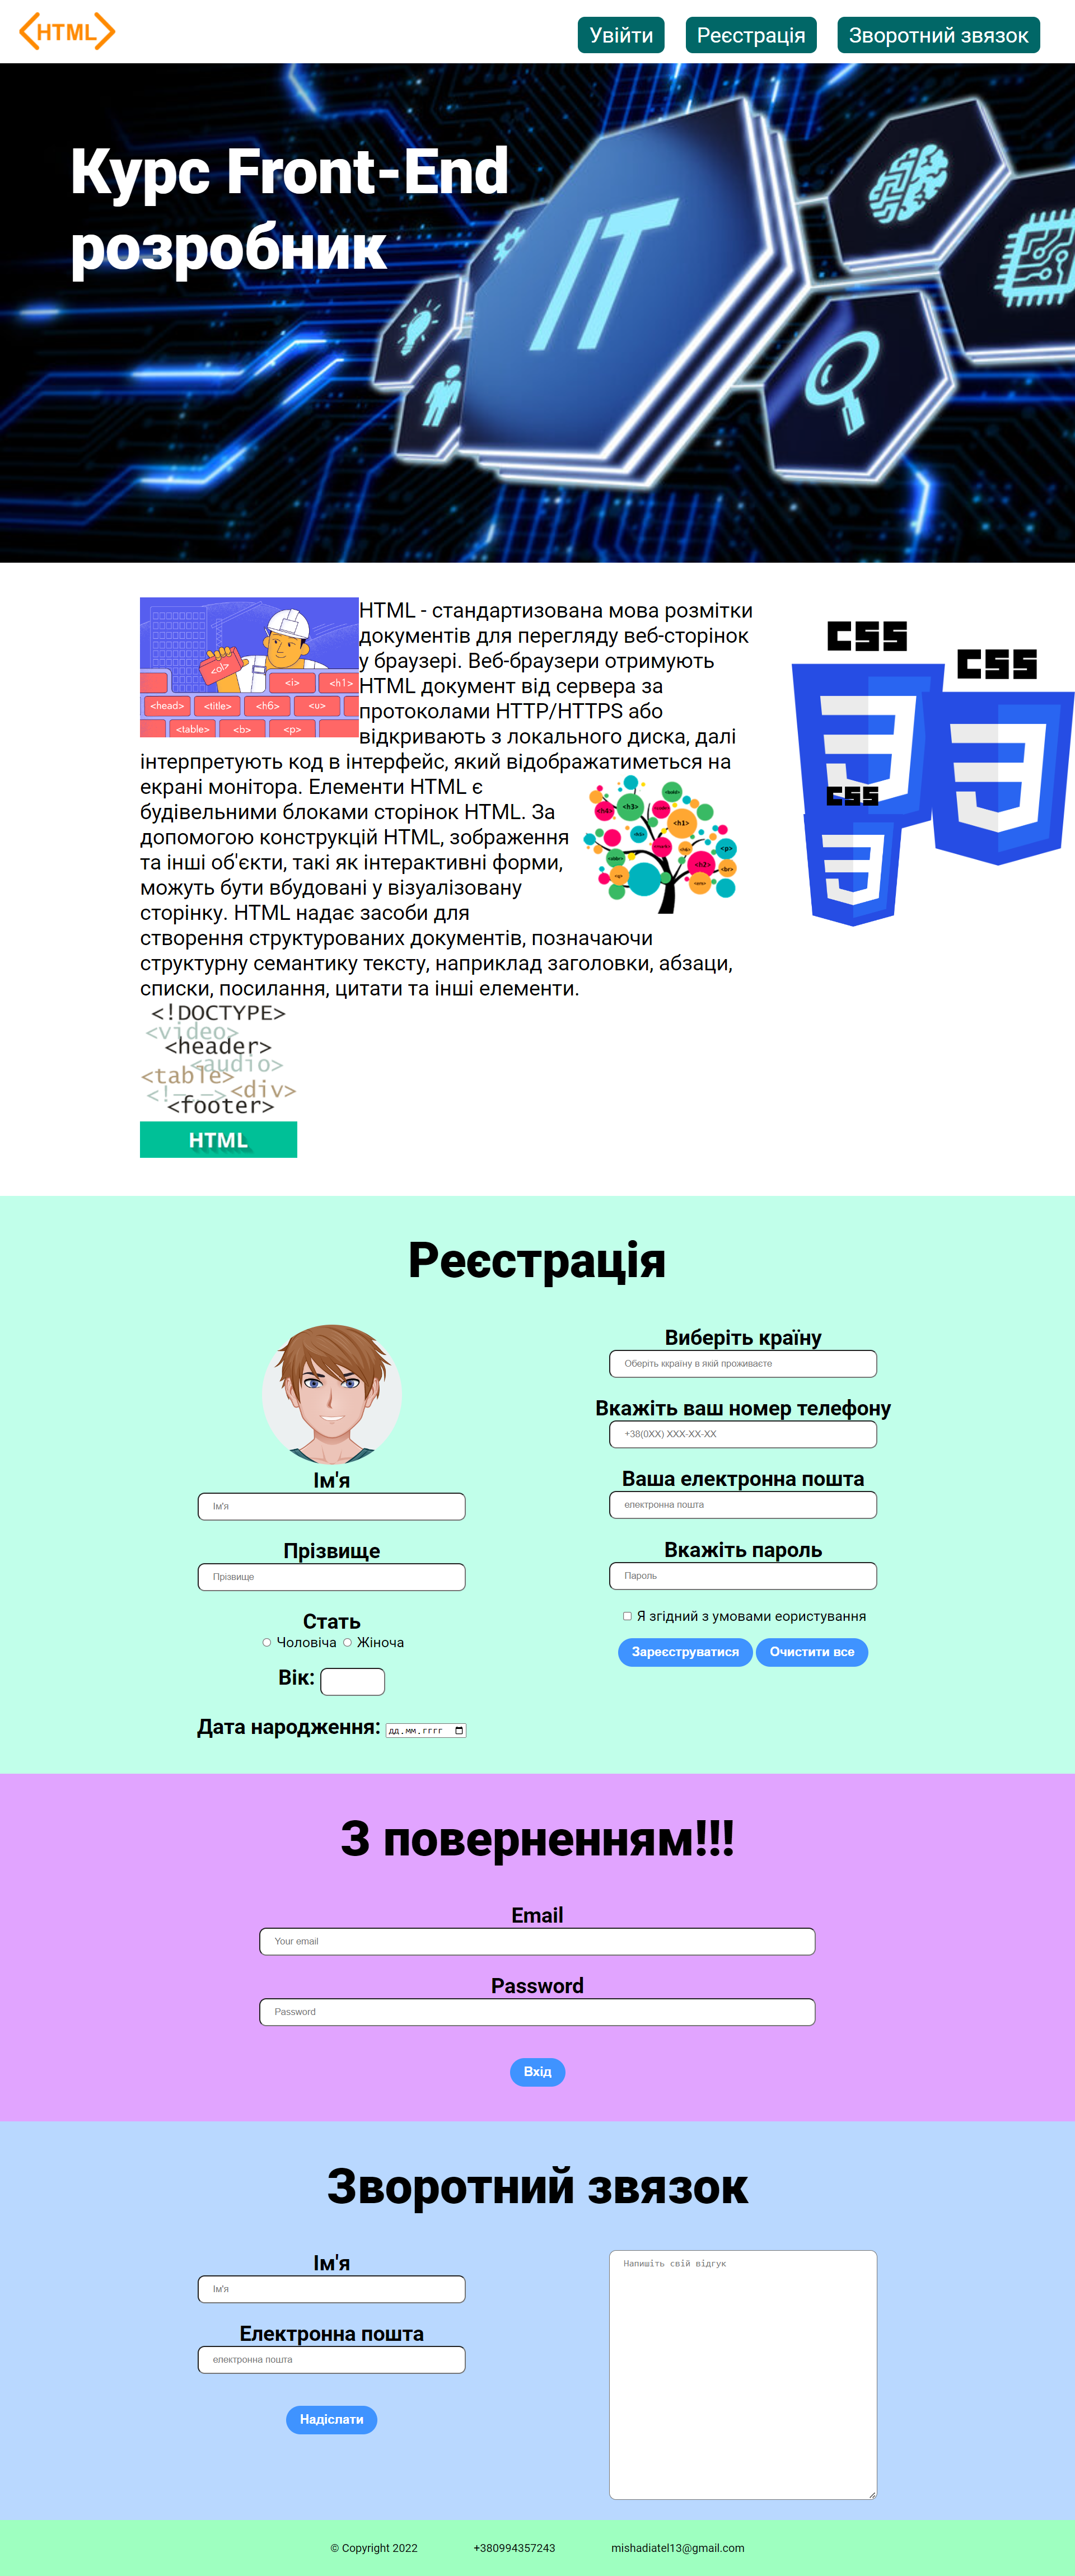 <HTML>
Увійти
Реєстрація
Зворотний звязок
Курс Front-End
розробник
IT
HTML - стандартизована мова розмітки
документів для перегляду веб-сторінок
у браузері. Веб-браузери отримують
HTML документ від сервера за
протоколами HTTP/HTTPS або
відкривають з локального диска, далі
інтерпретують код в інтерфейс, який відображатиметься на
екрані монітора. Елементи HTML є
будівельними блоками сторінок HTML. За
допомогою конструкцій HTML, зображення
та інші об'єкти, такі як інтерактивні форми,
можуть бути вбудовані у візуалізовану
сторінку. HTML надає засоби для
створення структурованих документів, позначаючи
структурну семантику тексту, наприклад заголовки, абзаци,
списки, посилання, цитати та інші елементи.
<ol>
<i> <h1>
<head> <title> <h6> <u>
<table> <b> <p>
<h4> <h3>
<h1>
<p>
<h2> <br>
CSS
CSS
CSS
<!DOCTYPE>
<video>
<header>
<audio>
<table>
<!— —> <div>
<footer>
HTML
Реєстрація
Ім'я
Ім'я
Прізвище
Прізвище
Стать
Чоловіча Жіноча
Вік:
Дата народження: дд.мм.гггг
Виберіть країну
Оберіть ккраїну в якій проживаєте
Вкажіть ваш номер телефону
+38(0XX) XXX-XX-XX
Ваша електронна пошта
електронна пошта
Вкажіть пароль
Пароль
Я згідний з умовами еористування
Зареєструватися Очистити все
З поверненням!!!
Email
Your email
Password
Password
Вхід
Зворотний звязок
Ім'я
Ім'я
Електронна пошта
електронна пошта
Надіслати
Напишіть свій відгук
© Copyright 2022
+380994357243
mishadiatel13@gmail.com